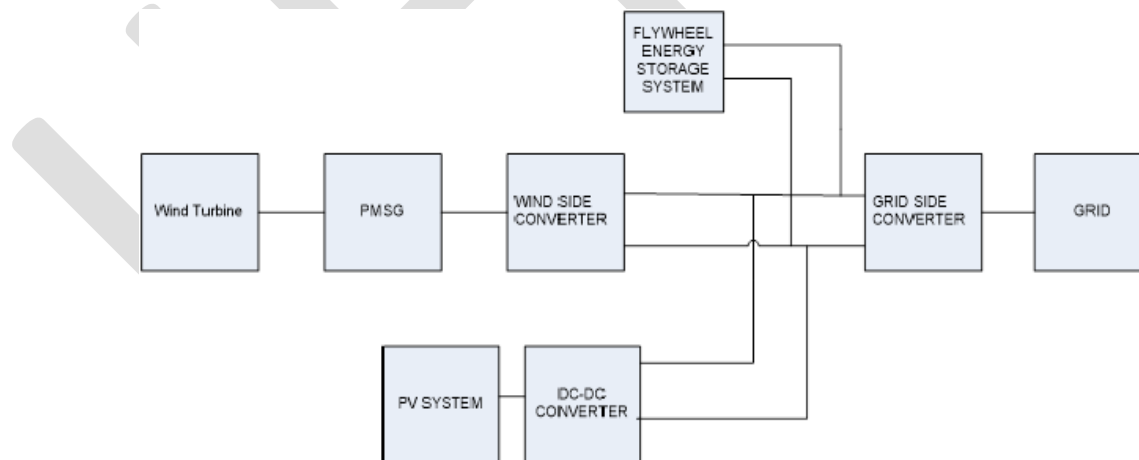 FLYWHEEL
ENERGY
STORAGE
SYSTEM
Wind Turbine
PMSG
WIND SIDE
CONVERTER
GRID SIDE
CONVERTER
GRID
PV SYSTEM
DC-DC
CONVERTER